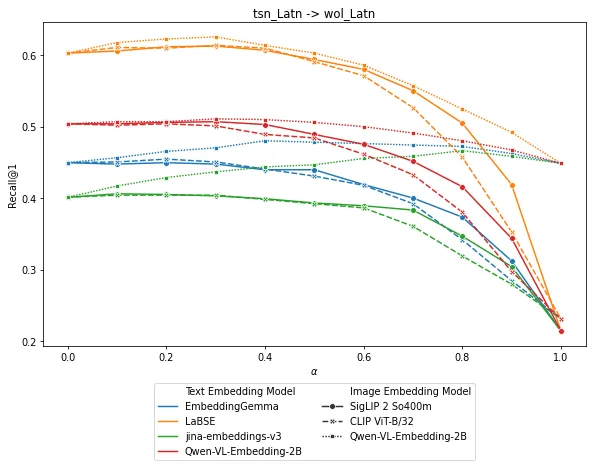 tsn_Latn -> wol_Latn
0.6
0.5
0.4
0.3
0.2
Recall@1
0.0 0.2 0.4 0.6 0.8 1.0
α
Text Embedding Model Image Embedding Model
EmbeddingGemma SigLIP 2 So400m
LaBSE CLIP ViT-B/32
jina-embeddings-v3 Qwen-VL-Embedding-2B
Qwen-VL-Embedding-2B